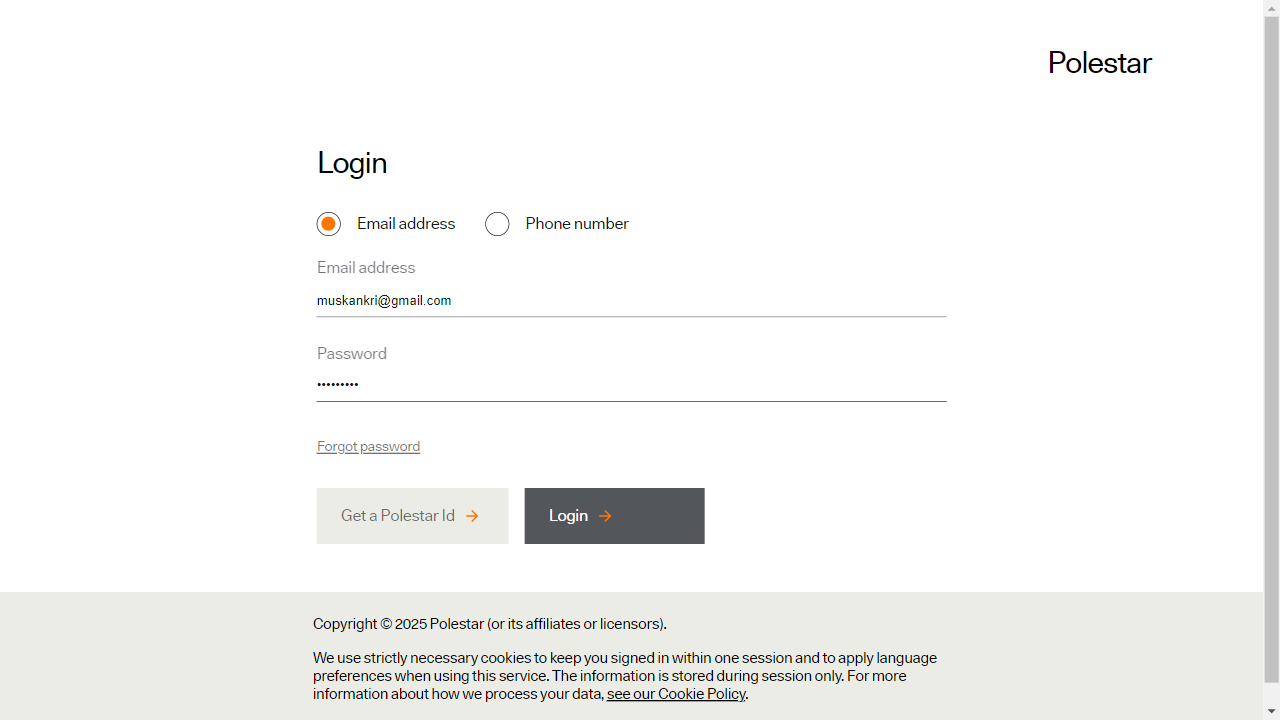 Polestar
Login
Email address
Phone number
Email address
muskankri@gmail.com
Password
•••••••••
Forgot password
Get a Polestar Id
Login
Copyright © 2025 Polestar (or its affiliates or licensors).
We use strictly necessary cookies to keep you signed in within one session and to apply language
preferences when using this service. The information is stored during session only. For more
information about how we process your data, see our Cookie Policy.